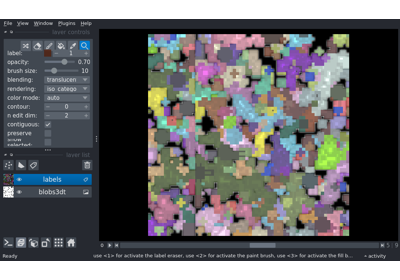 File View Window Plugins Help
layer controls
label: 1
opacity: 0.70
brush size: 10
blending: translucen
rendering: iso_catego
color mode: auto
contour: 0
n edit dim: 2
contiguous:
preserve
selected:
layer list
labels
blobs3dt
Ready
use <1> for activate the label eraser, use <2> for activate the paint brush, use <3> for activate the fill b...
activity